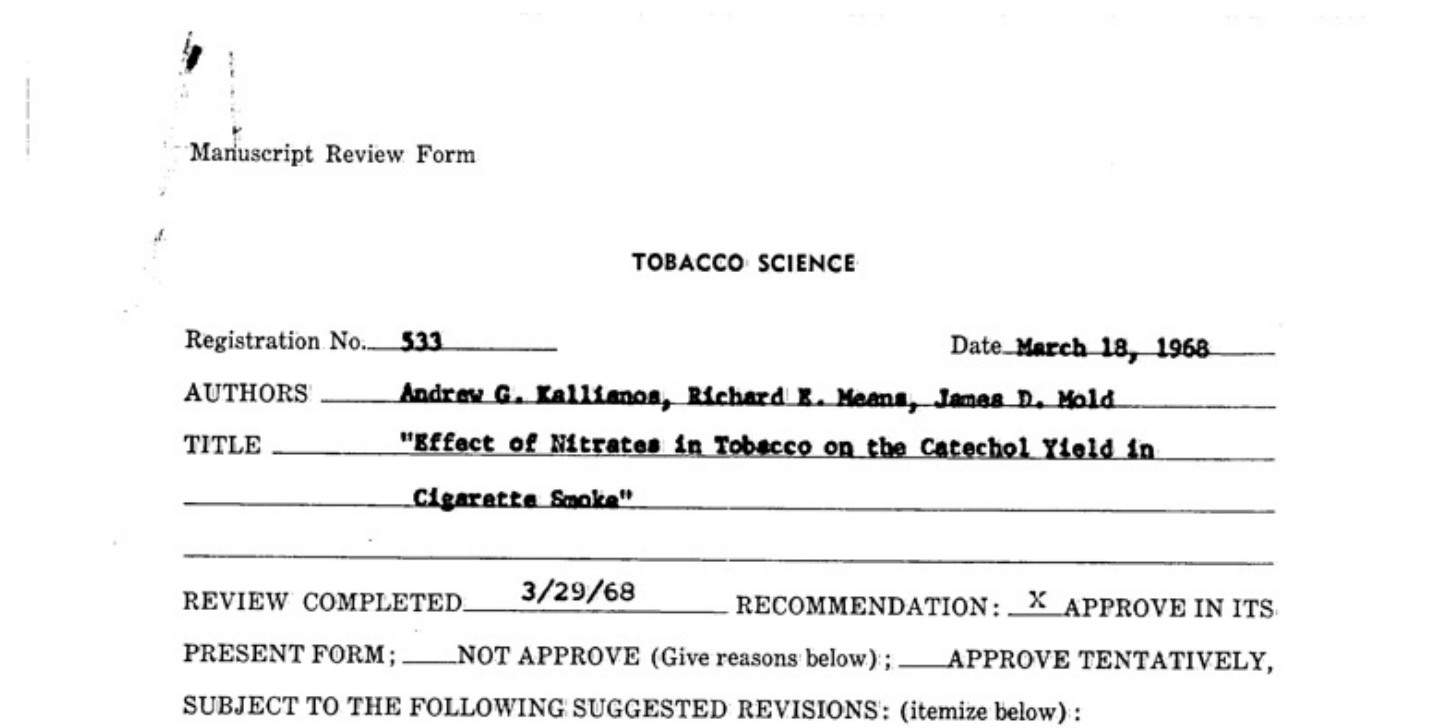 Manuscript Review Form
TOBACCO SCIENCE
Registration No. 533 Date March 18, 1968
AUTHORS Andrew G. Kallianos, Richard E. Means, James D. Mold
TITLE "Effect of Nitrates in Tobacco on the Catechol Yield in
Cigarette Smoke"
REVIEW COMPLETED 3/29/68 RECOMMENDATION: X APPROVE IN ITS
PRESENT FORM; NOT APPROVE (Give reasons below); APPROVE TENTATIVELY,
SUBJECT TO THE FOLLOWING SUGGESTED REVISIONS: (itemize below):